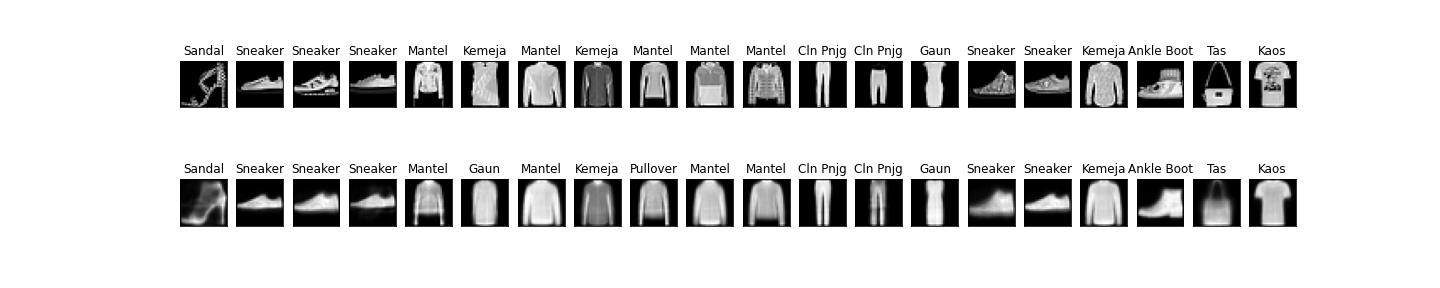 Sandal Sneaker Sneaker Sneaker Mantel Kemeja Mantel Kemeja Mantel Mantel Mantel Cln Pnjg Cln Pnjg Gaun Sneaker Sneaker Kemeja Ankle Boot Tas Kaos
Sandal Sneaker Sneaker Sneaker Mantel Gaun Mantel Kemeja Pullover Mantel Mantel Cln Pnjg Cln Pnjg Gaun Sneaker Sneaker Kemeja Ankle Boot Tas Kaos